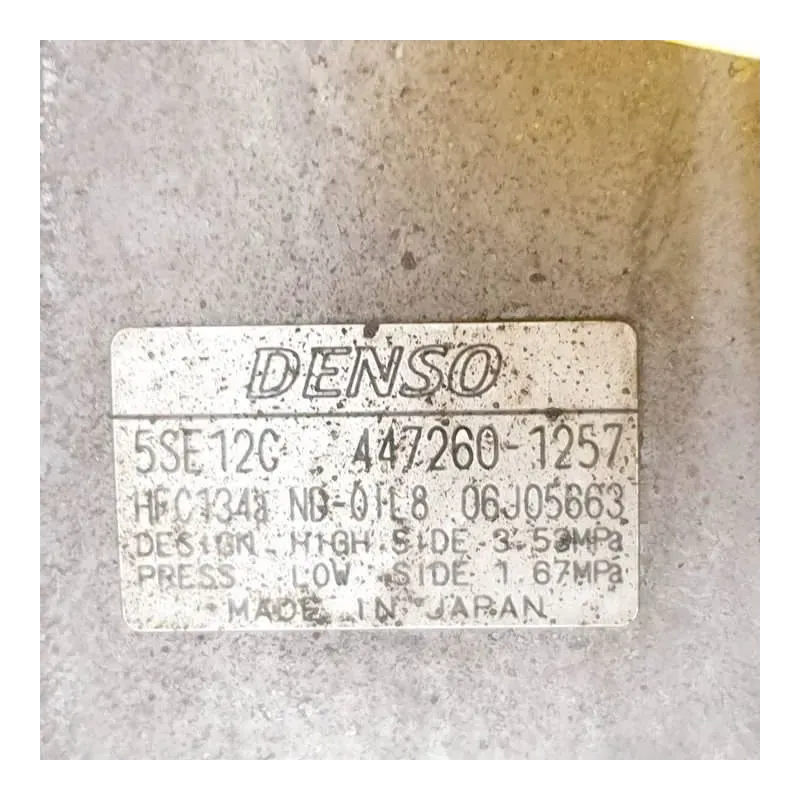 DENSO
5SE12C 447260-1257
HFC134a ND-OIL8 06J05663
DESIGN HIGH SIDE 3.53MPa
PRESS LOW SIDE 1.67MPa
MADE IN JAPAN